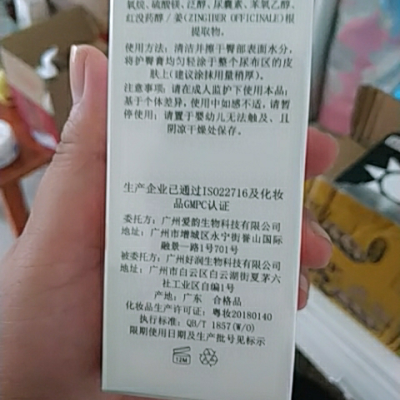 氧烷、硫酸镁、泛醇、尿囊素、苯氧乙醇、
红没药醇/姜(ZINGIBER OFFICINALE)根
提取物。
使用方法：清洁并擦干臀部表面水分，
将护臀膏均匀轻涂于整个尿布区的皮
肤上(建议涂抹用量稍厚)。
注意事项：请在成人监护下使用本品；
基于个体差异，使用中如感不适，请暂
停使用；请置于婴幼儿无法触及、且
阴凉干燥处保存。
生产企业已通过ISO22716及化妆
品GMPC认证
委托方：广州爱韵生物科技有限公司
地址：广州市增城区永宁街誉山国际
融景一路1号701号
被委托方：广州好润生物科技有限公司
地址：广州市白云区白云湖街夏茅六
社工业区自编1号
产地：广东 合格品
化妆品生产许可证：粤妆20180140
执行标准：QB/T 1857(W/O)
限期使用日期及生产批号见标示
12M